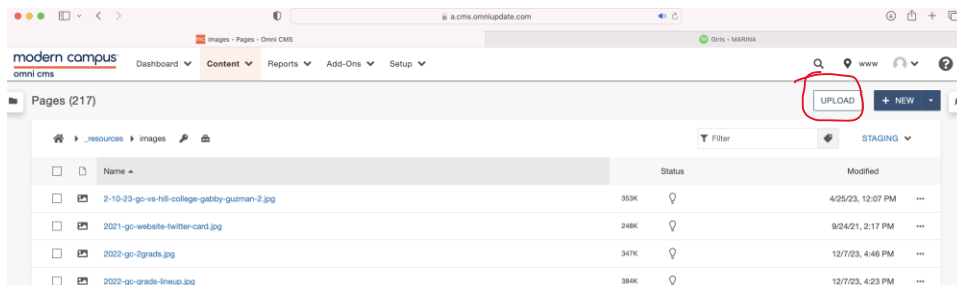 a.cms.omniupdate.com
mc images - Pages - Omni CMS
Girls - MARINA
modern campus
omni cms
Dashboard Content Reports Add-Ons Setup
www
Pages (217)
UPLOAD
+ NEW
_resources images
Filter
STAGING
Name Status Modified
2-10-23-gc-vs-hill-college-gabby-guzman-2.jpg 353K 4/25/23, 12:07 PM
2021-gc-website-twitter-card.jpg 248K 9/24/21, 2:17 PM
2022-gc-2grads.jpg 347K 12/7/23, 4:46 PM
2022-gc-grads-lineup.jpg 384K 12/7/23, 4:23 PM